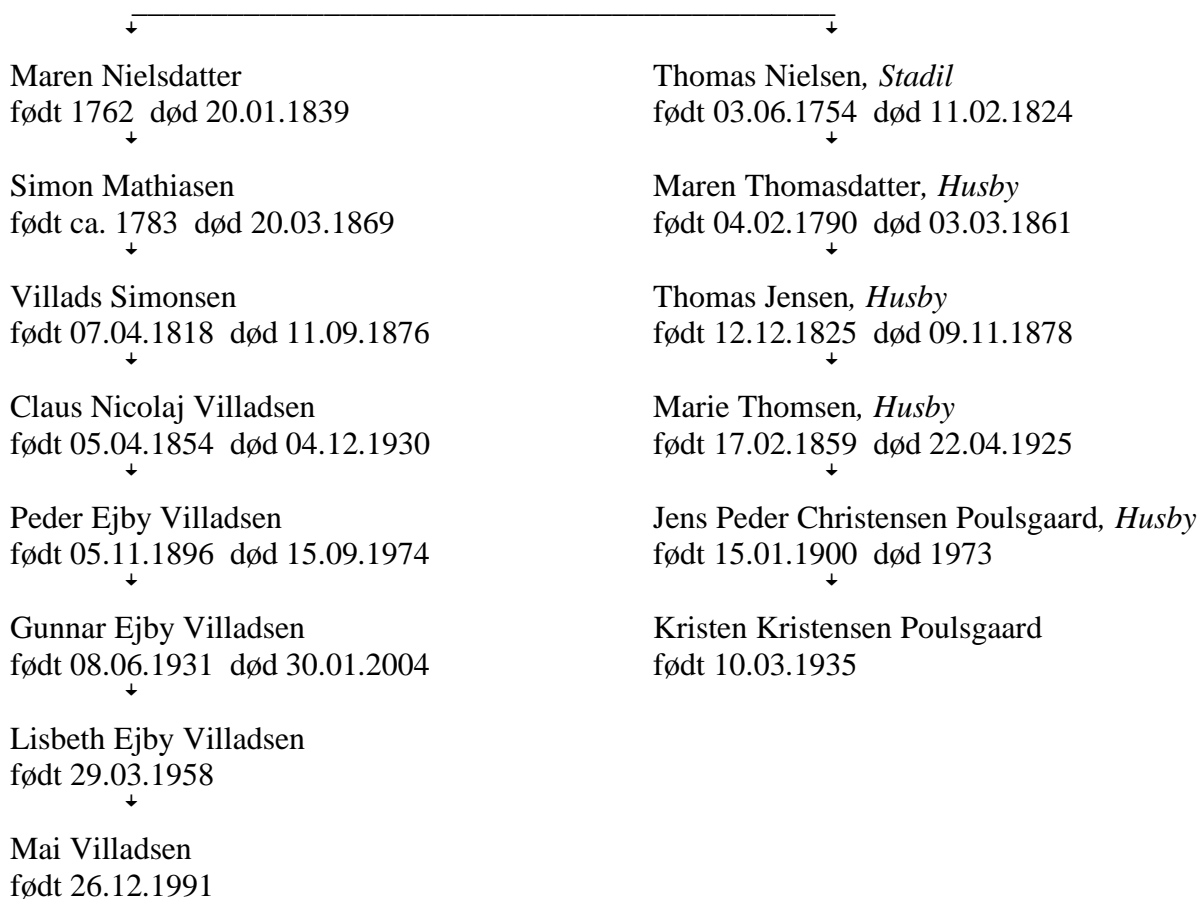 Maren Nielsdatter
født 1762  død 20.01.1839
Simon Mathiasen
født ca. 1783  død 20.03.1869
Villads Simonsen
født 07.04.1818  død 11.09.1876
Claus Nicolaj Villadsen
født 05.04.1854  død 04.12.1930
Peder Ejby Villadsen
født 05.11.1896  død 15.09.1974
Gunnar Ejby Villadsen
født 08.06.1931  død 30.01.2004
Lisbeth Ejby Villadsen
født 29.03.1958
Mai Villadsen
født 26.12.1991
Thomas Nielsen, Stadil
født 03.06.1754  død 11.02.1824
Maren Thomasdatter, Husby
født 04.02.1790  død 03.03.1861
Thomas Jensen, Husby
født 12.12.1825  død 09.11.1878
Marie Thomsen, Husby
født 17.02.1859  død 22.04.1925
Jens Peder Christensen Poulsgaard, Husby
født 15.01.1900  død 1973
Kristen Kristensen Poulsgaard
født 10.03.1935